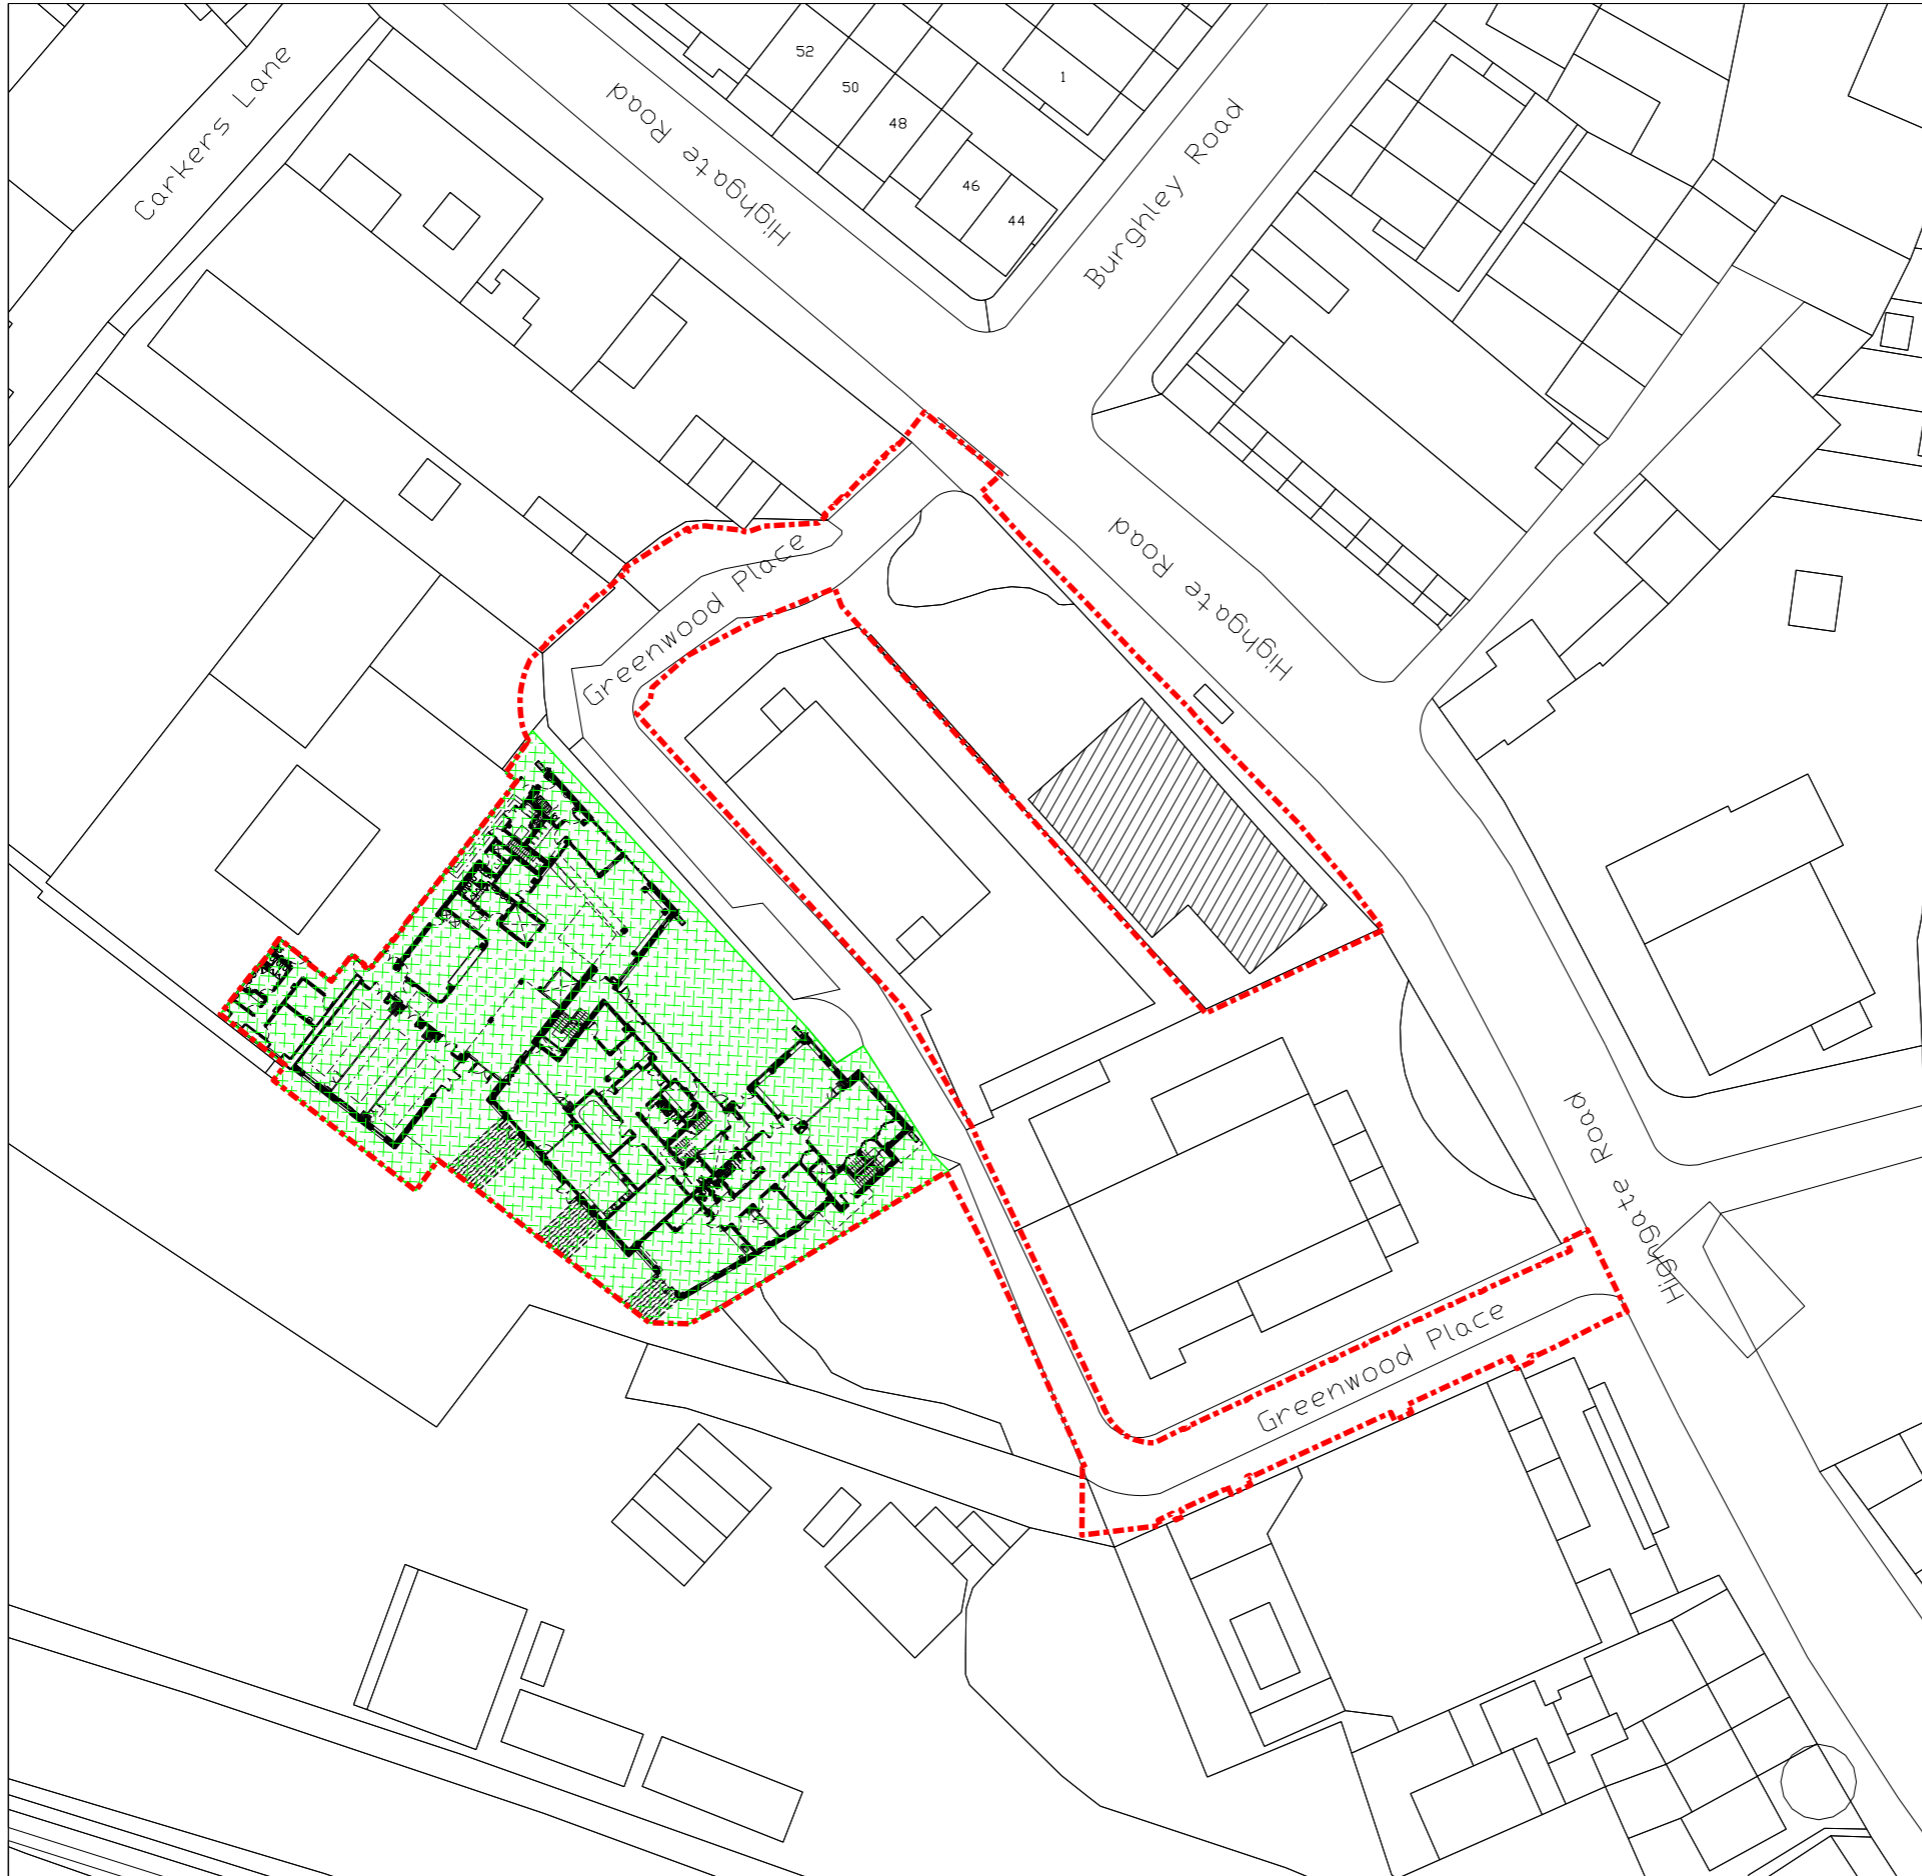 52
50
48
46
44
1
Carkers Lane
Highgate Road
Burghley Road
Greenwood Place
Highgate Road
Highgate Road
Greenwood Place